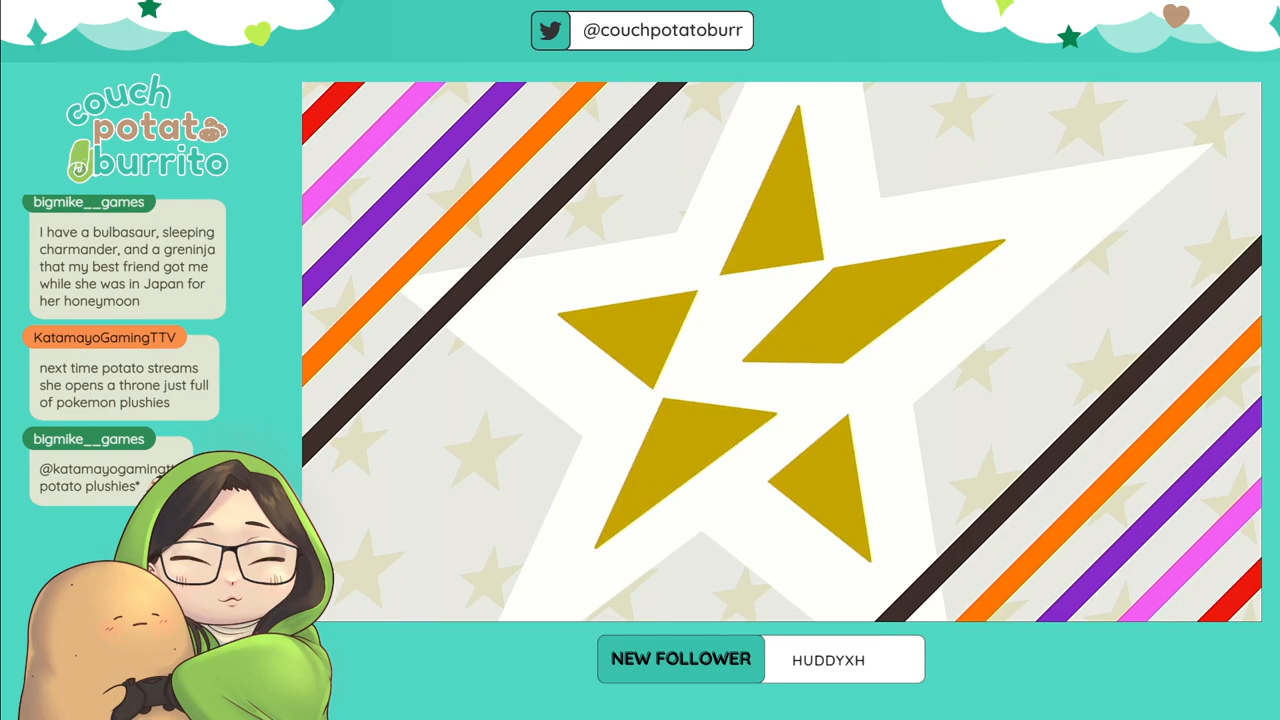 @couchpotatoburr
couch
potato
burrito
bigmike__games
I have a bulbasaur, sleeping
charmander, and a greninja
that my best friend got me
while she was in Japan for
her honeymoon
KatamayoGamingTTV
next time potato streams
she opens a throne just full
of pokemon plushies
bigmike__games
@katamayogamingtt
potato plushies*
NEW FOLLOWER
HUDDYXH